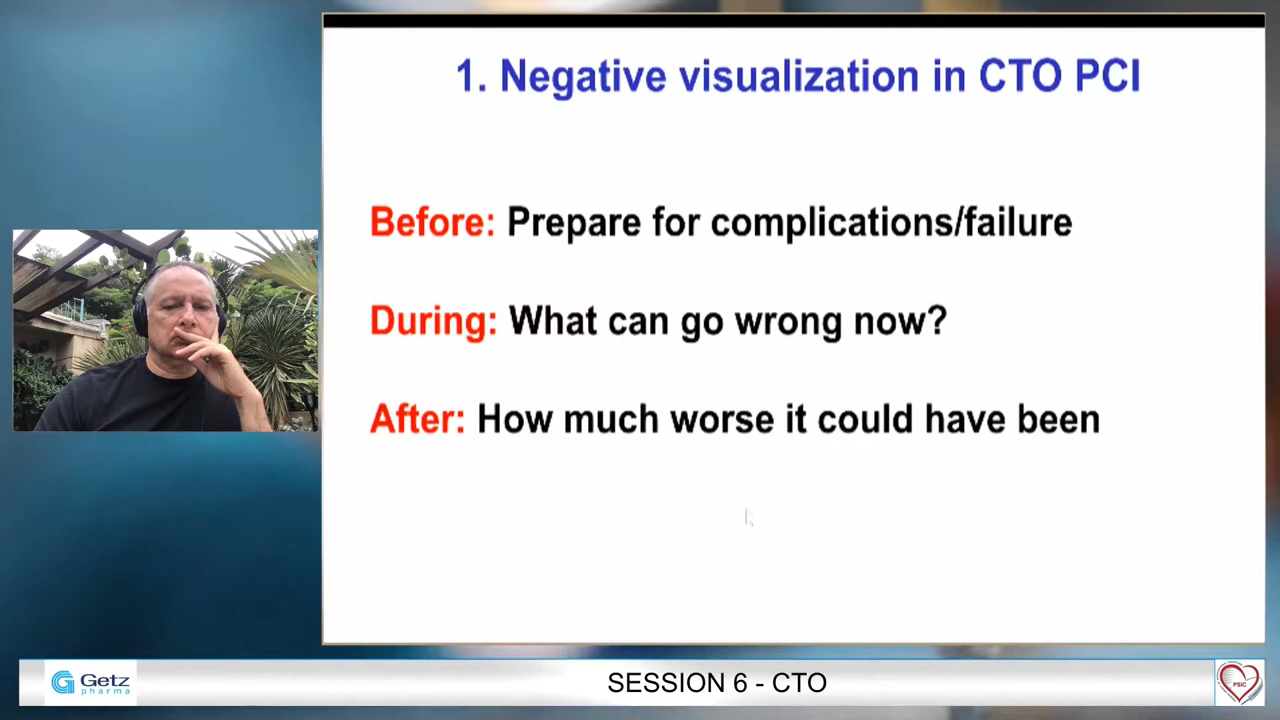 1. Negative visualization in CTO PCI
Before: Prepare for complications/failure
During: What can go wrong now?
After: How much worse it could have been
Getz
pharma
SESSION 6 - CTO
PSIC